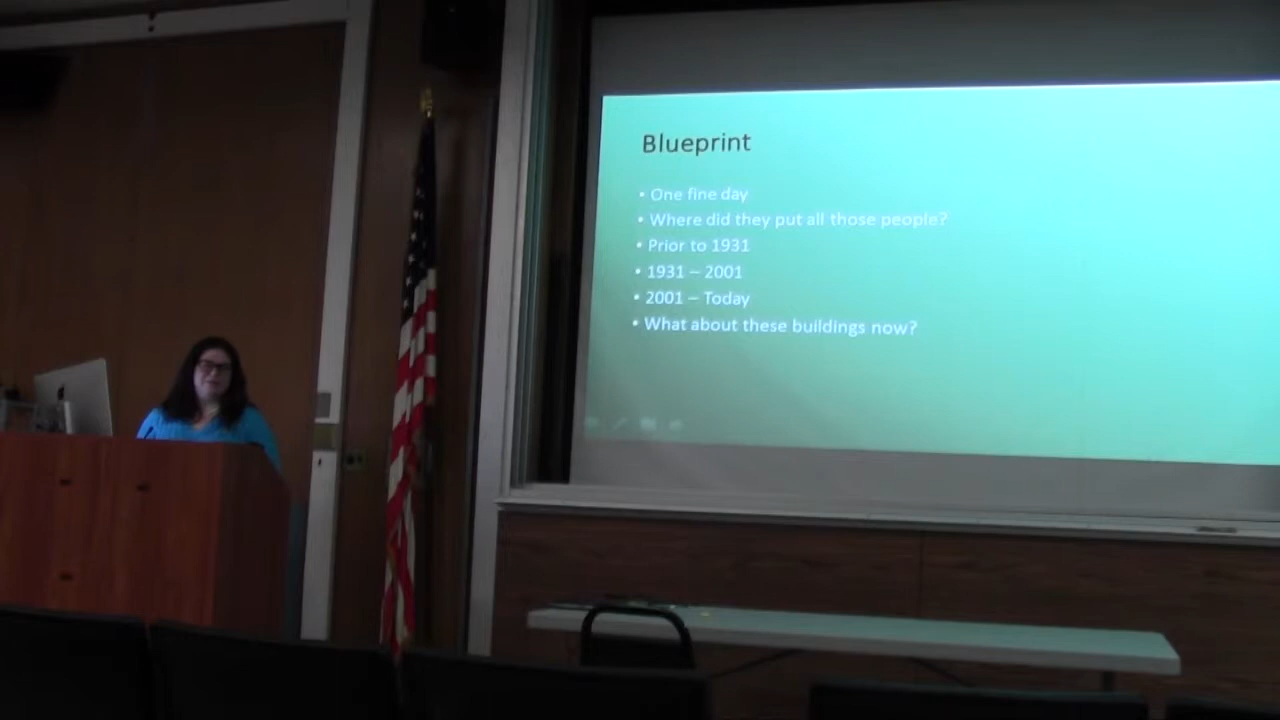 Blueprint
• One fine day
• Where did they put all those people?
• Prior to 1931
• 1931 – 2001
• 2001 – Today
• What about these buildings now?